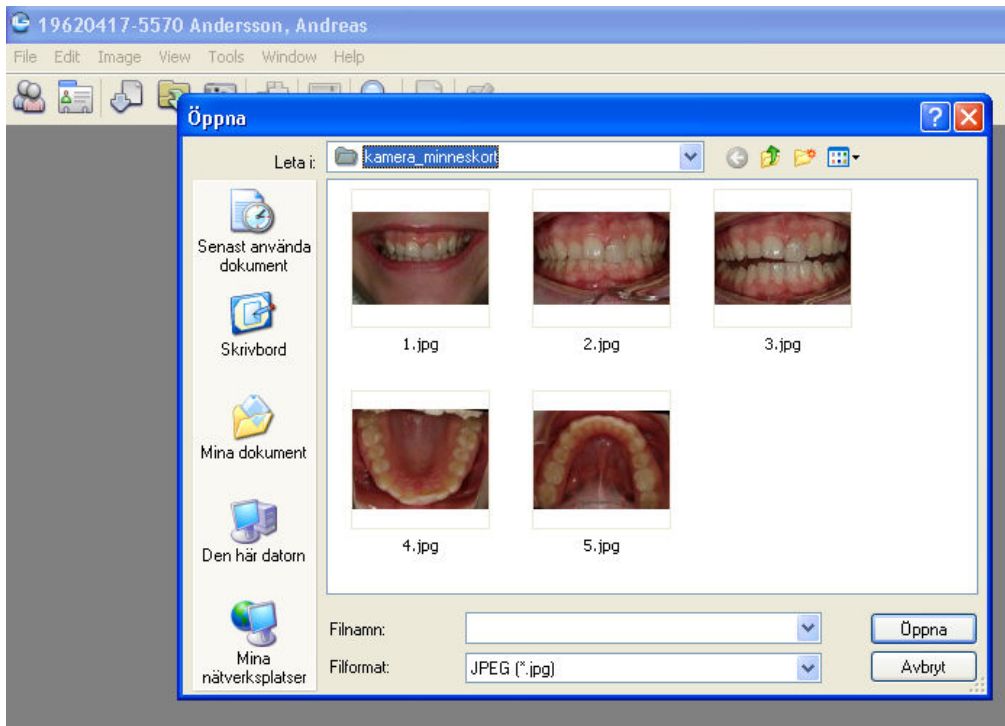 19620417-5570 Andersson, Andreas
File Edit Image View Tools Window Help
Öppna
Leta i:
kamera_minneskort
Senast använda
dokument
Skrivbord
Mina dokument
Den här datorn
Mina
nätverksplatser
1.jpg
2.jpg
3.jpg
4.jpg
5.jpg
Filnamn:
Öppna
Filformat:
JPEG (*.jpg)
Avbryt